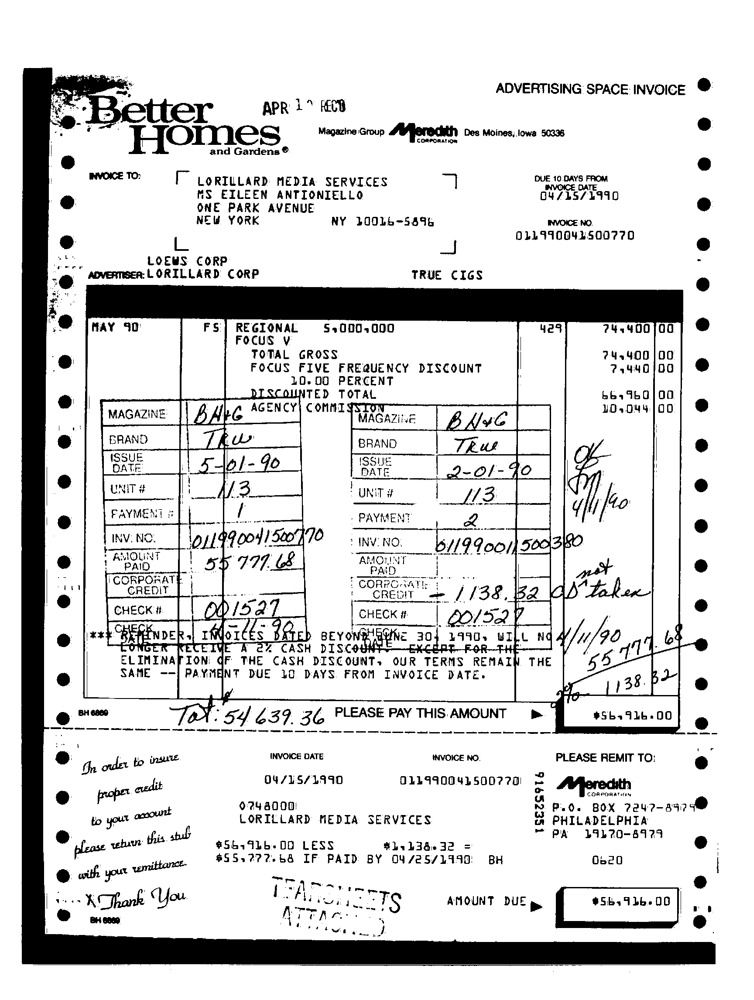 ADVERTISING SPACE INVOICE
Better Homes and Gardens®
APR 1 REC'D
Magazine Group Meredith CORPORATION Des Moines, Iowa 50336
INVOICE TO:
LORILLARD MEDIA SERVICES
MS EILEEN ANTIONIELLO
ONE PARK AVENUE
NEW YORK NY 10016-5896
DUE 10 DAYS FROM
INVOICE DATE
04/15/1990
INVOICE NO.
011990041500770
LOEWS CORP
ADVERTISER: LORILLARD CORP TRUE CIGS
MAY 90 FS REGIONAL 5,000,000 429 74,400 00
FOCUS V
TOTAL GROSS 74,400 00
FOCUS FIVE FREQUENCY DISCOUNT 7,440 00
10.00 PERCENT
DISCOUNTED TOTAL 66,960 00
AGENCY COMMISSION 10,044 00
MAGAZINE BH+G
BRAND True
ISSUE DATE 5-01-90
UNIT # 113
PAYMENT # 1
INV. NO. 011990041500770
AMOUNT PAID 55 777.68
CORPORATE CREDIT
CHECK # 001527
CHECK DATE 4-11-90
MAGAZINE BH+G
BRAND True
ISSUE DATE 2-01-90
UNIT # 113
PAYMENT 2
INV. NO. 011990011500380
AMOUNT PAID
CORPORATE CREDIT - 1138.32 CD not taken
CHECK # 001527
CHECK DATE 4/11/90
4/11/90
55 777.68
2% - 1138.32
*** REMINDER, INVOICES DATED BEYOND JUNE 30, 1990, WILL NO
LONGER RECEIVE A 2% CASH DISCOUNT. EXCEPT FOR THE
ELIMINATION OF THE CASH DISCOUNT, OUR TERMS REMAIN THE
SAME -- PAYMENT DUE 10 DAYS FROM INVOICE DATE.
BH 6869
Tot: $54 639.36
PLEASE PAY THIS AMOUNT $56,916.00
In order to insure
proper credit
to your account
please return this stub
with your remittance.
Thank You
BH 6869
INVOICE DATE
04/15/1990
INVOICE NO.
011990041500770
PLEASE REMIT TO:
Meredith
CORPORATION
P.O. BOX 7247-8979
PHILADELPHIA
PA 19170-8979
0748000
LORILLARD MEDIA SERVICES
$56,916.00 LESS $1,138.32 =
$55,777.68 IF PAID BY 04/25/1990 BH 0620
91652351
TEARSHEETS
ATTACHED
AMOUNT DUE $56,916.00